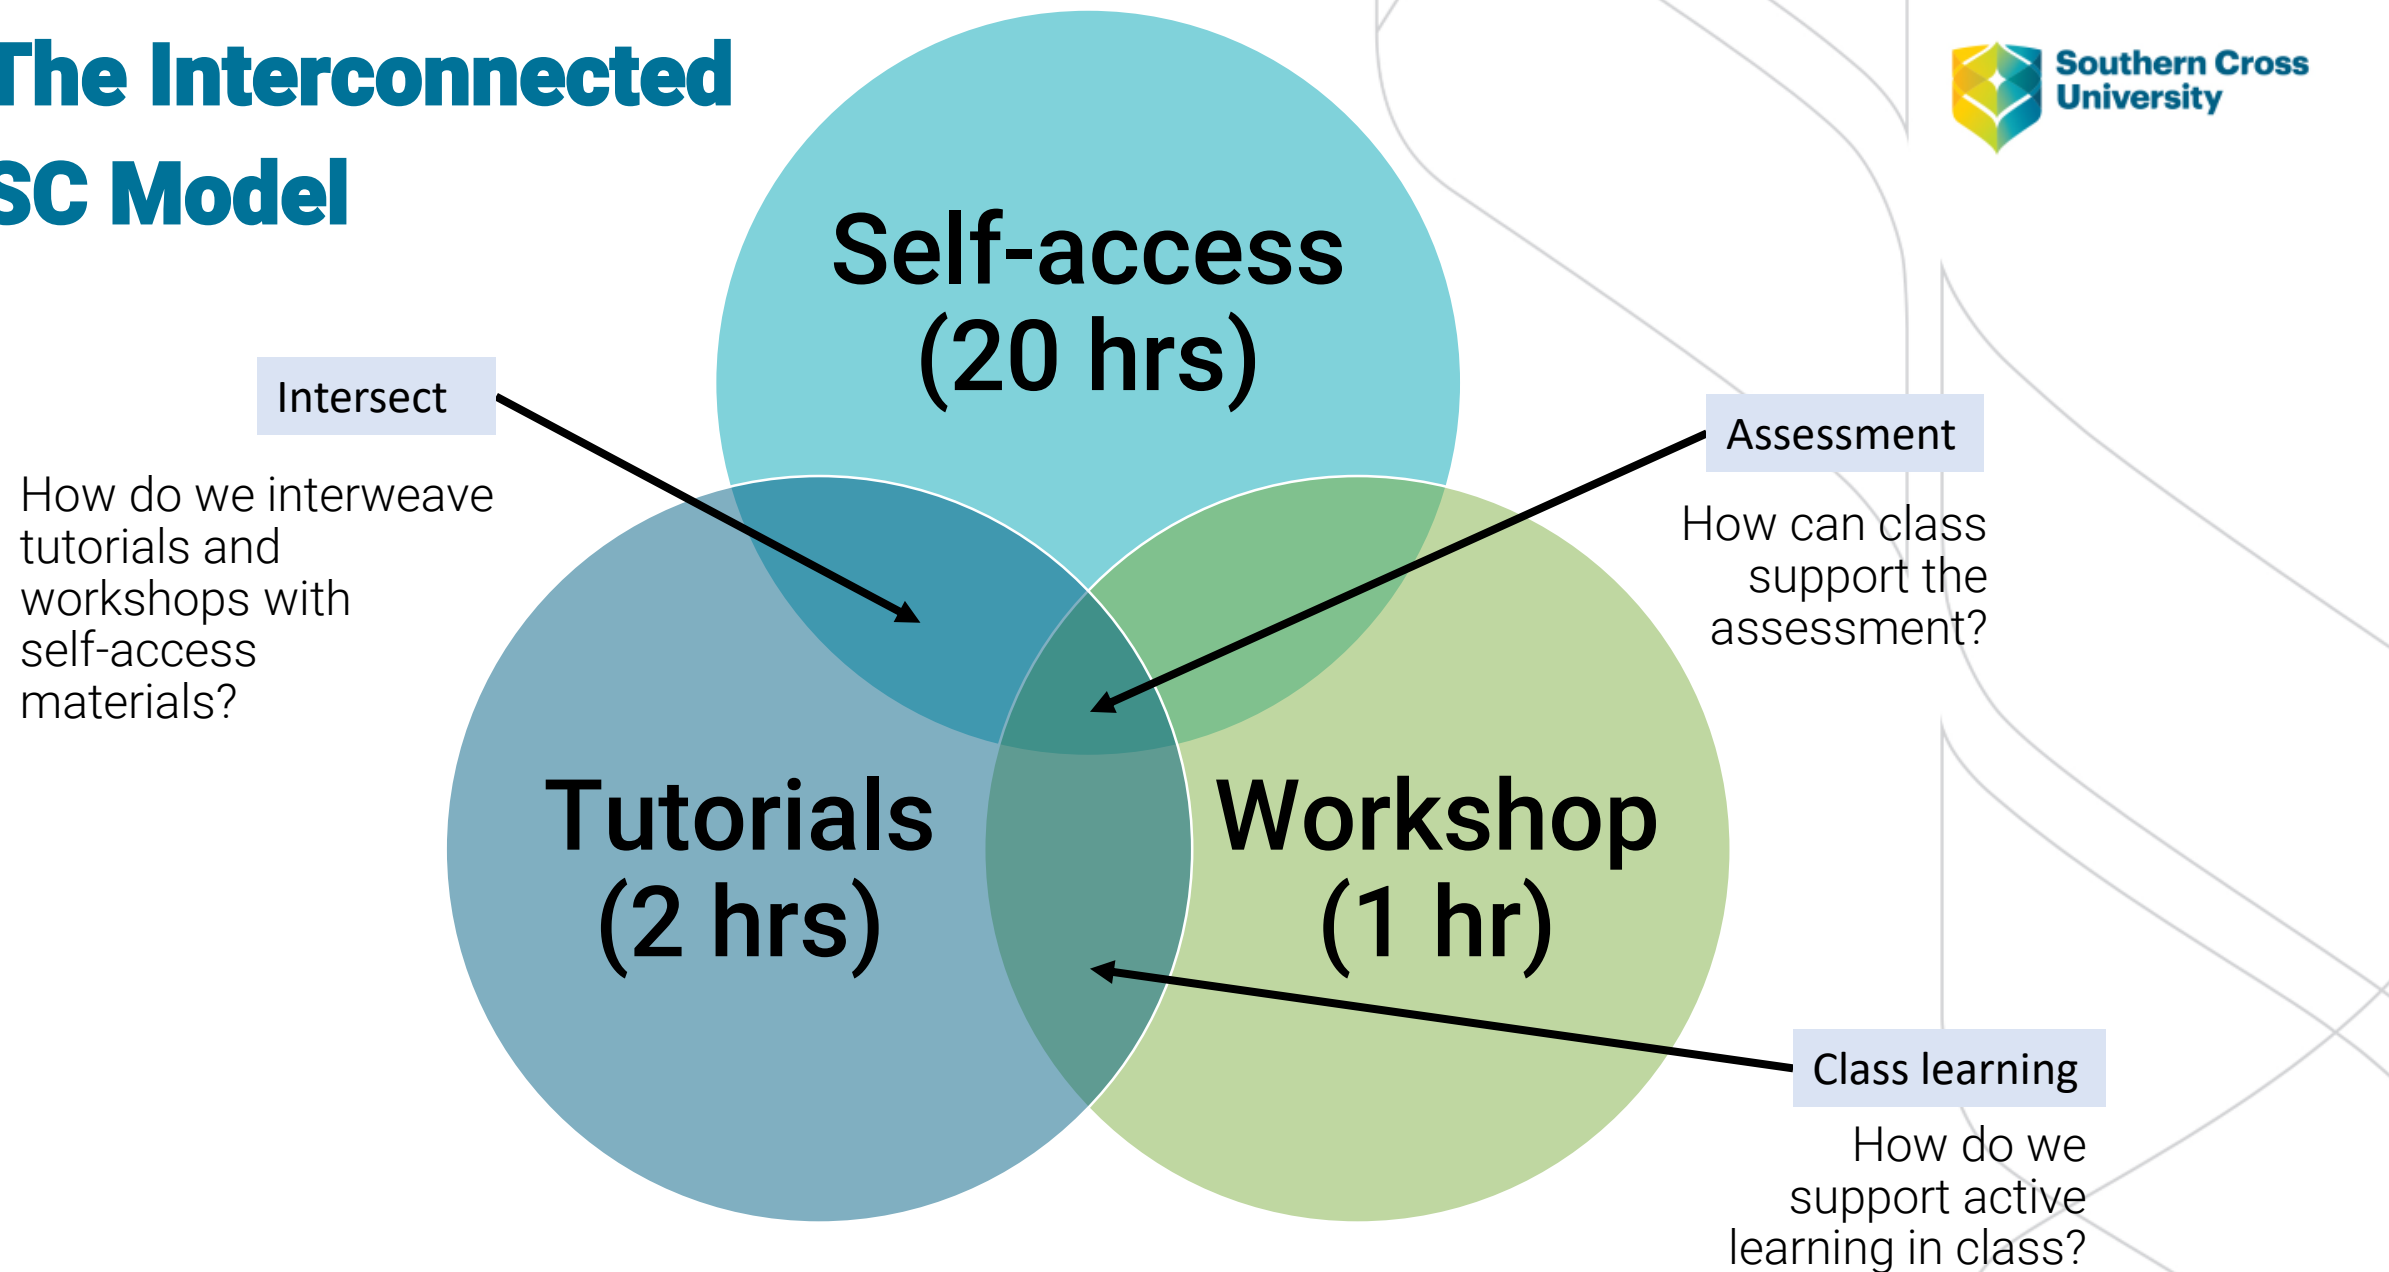 The Interconnected
SC Model
Southern Cross
University
Self-access
(20 hrs)
Intersect
How do we interweave
tutorials and
workshops with
self-access
materials?
Assessment
How can class
support the
assessment?
Tutorials
(2 hrs)
Workshop
(1 hr)
Class learning
How do we
support active
learning in class?